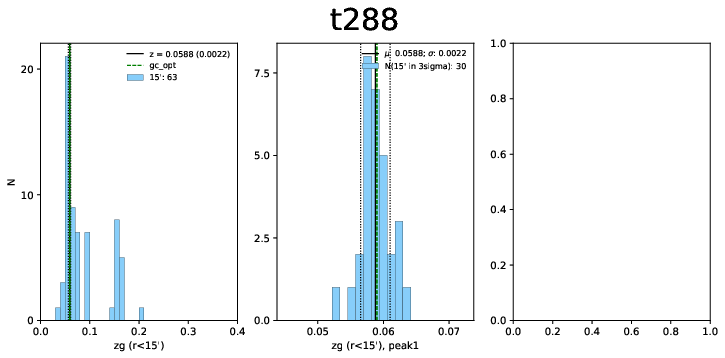 t288
z = 0.0588 (0.0022)
gc_opt
15': 63
N
20
10
0
0.0 0.1 0.2 0.3 0.4
zg (r<15')
μ: 0.0588; σ: 0.0022
N(15' in 3sigma): 30
7.5
5.0
2.5
0.0
0.05 0.06 0.07
zg (r<15'), peak1
1.0
0.8
0.6
0.4
0.2
0.0
0.0 0.2 0.4 0.6 0.8 1.0